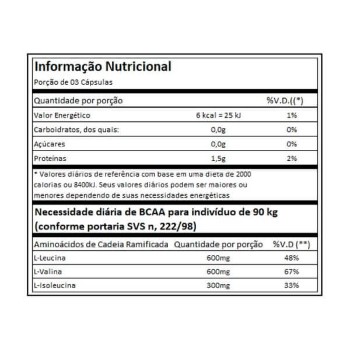 Informação Nutricional
Porção de 03 Cápsulas
Quantidade por porção %V.D.((*)
Valor Energético 6 kcal = 25 kJ 1%
Carboidratos, dos quais: 0,0g 0%
Açúcares 0,0g 0%
Proteínas 1,5g 2%
* Valores diários de referência com base em uma dieta de 2000
calorias ou 8400kJ. Seus valores diários podem ser maiores ou
menores dependendo de suas necessidades energéticas
Necessidade diária de BCAA para indivíduo de 90 kg
(conforme portaria SVS n, 222/98)
Aminoácidos de Cadeia Ramificada Quantidade por porção %V.D (**)
L-Leucina 600mg 48%
L-Valina 600mg 67%
L-Isoleucina 300mg 33%